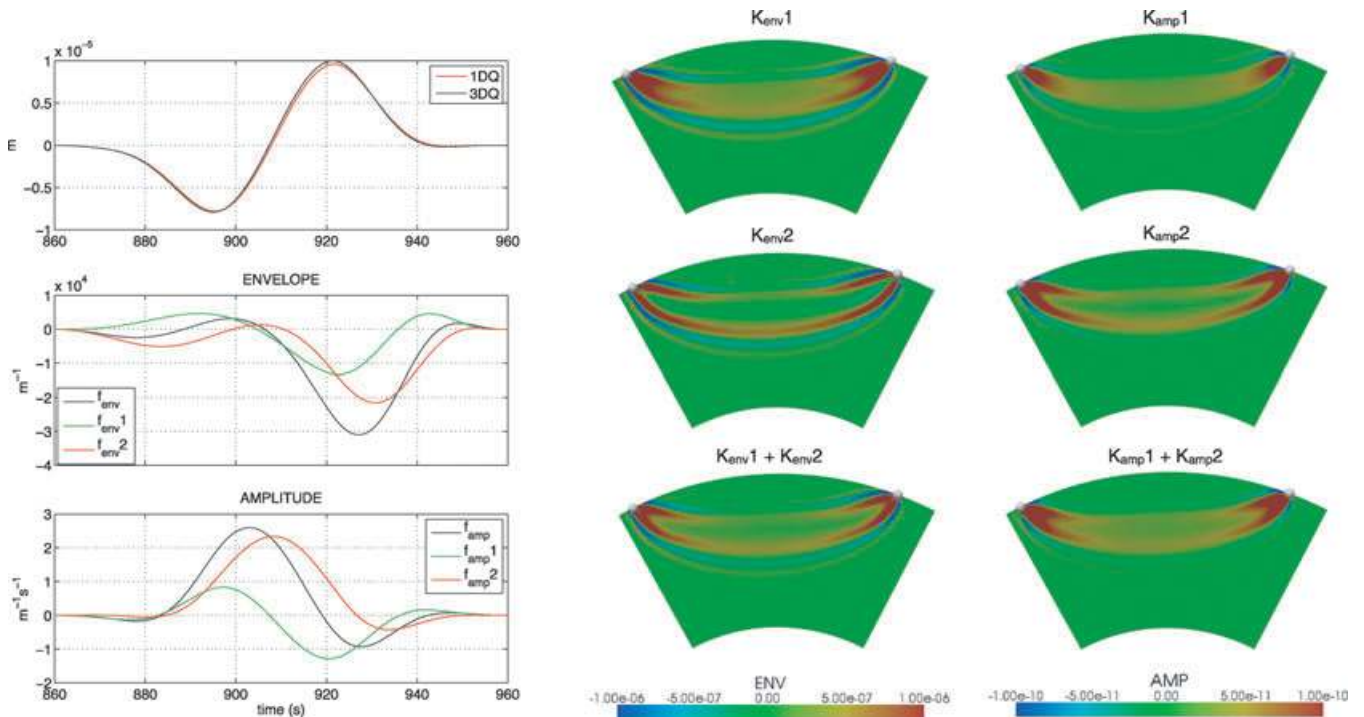 x 10⁻⁵
1
0.5
0
-0.5
-1
m
1DQ
3DQ
860 880 900 920 940 960
ENVELOPE
x 10⁴
1
0
-1
-2
-3
-4
m⁻¹
f_env
f_env1
f_env2
860 880 900 920 940 960
AMPLITUDE
3
2
1
0
-1
-2
m⁻¹s⁻¹
f_amp
f_amp1
f_amp2
860 880 900 920 940 960
time (s)
K_env1
K_amp1
K_env2
K_amp2
K_env1 + K_env2
K_amp1 + K_amp2
ENV
-1.00e-06 -5.00e-07 0.00 5.00e-07 1.00e-06
AMP
-1.00e-10 -5.00e-11 0.00 5.00e-11 1.00e-10